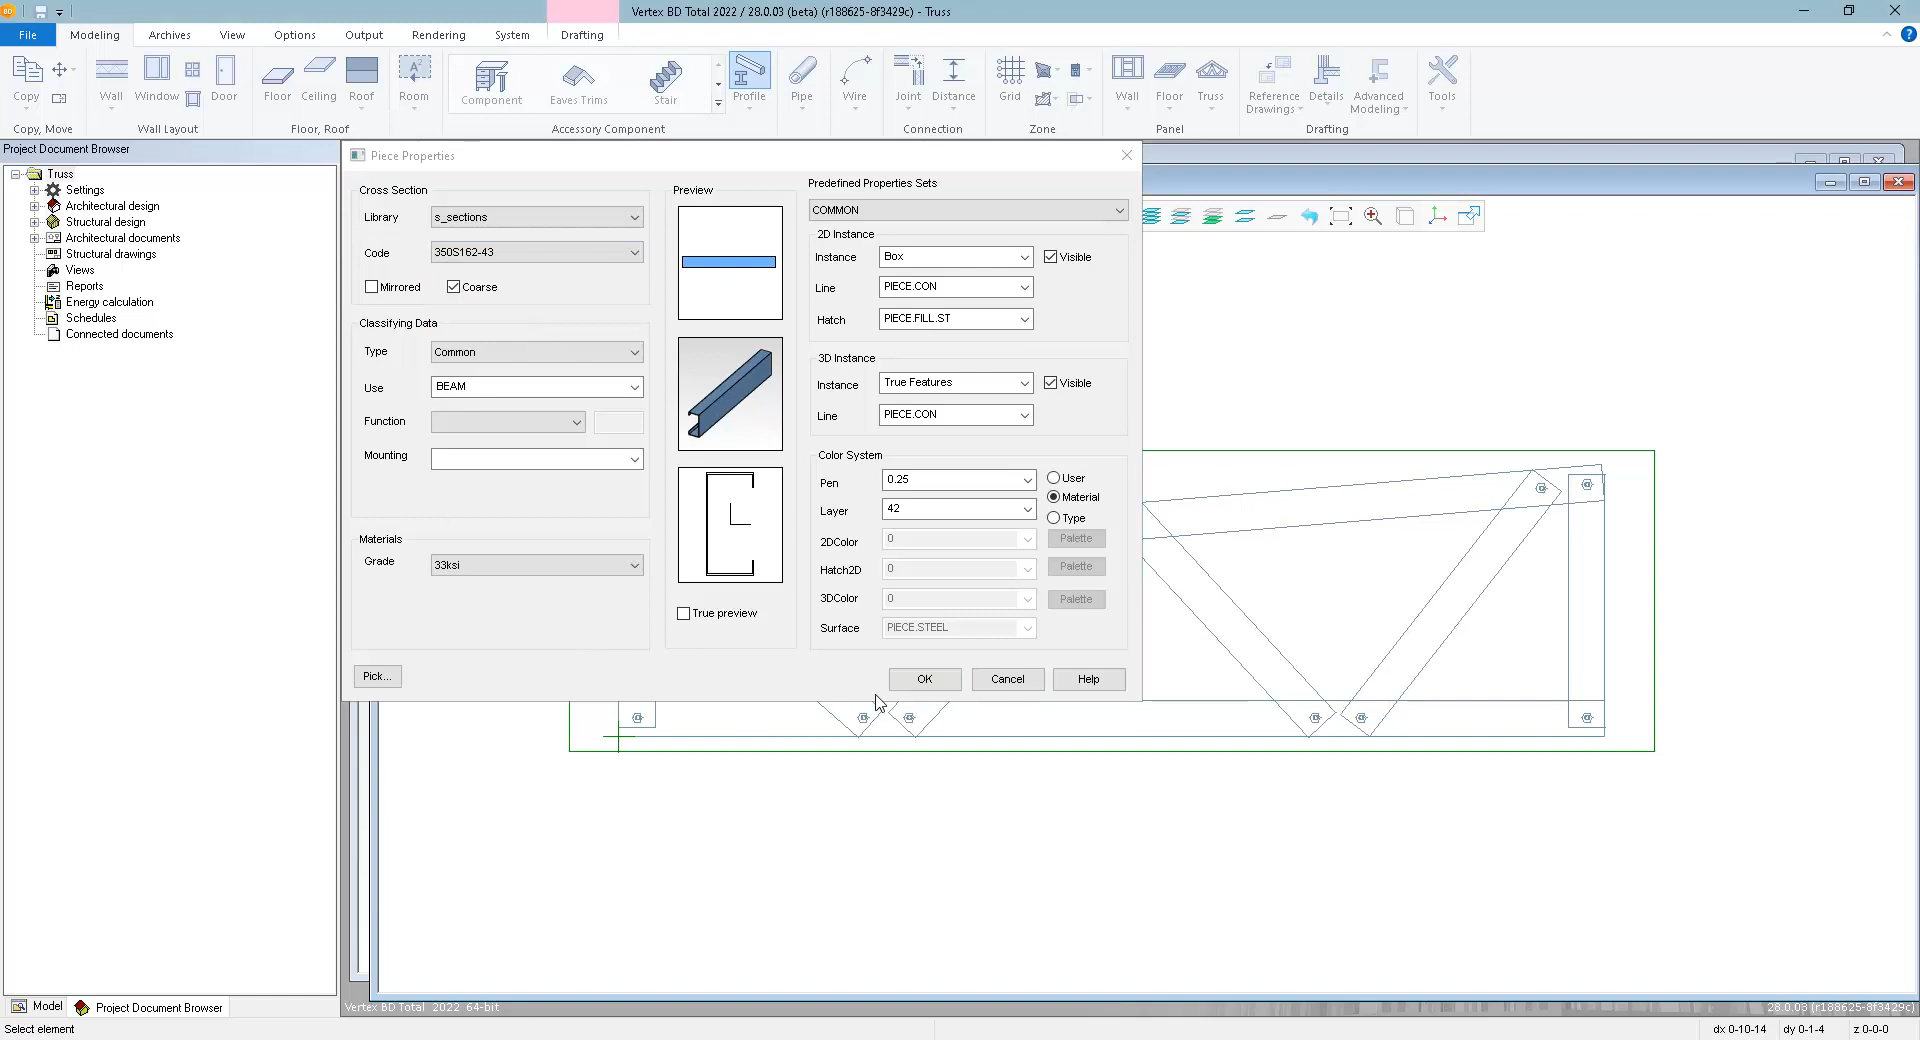 BD
Vertex BD Total 2022 / 28.0.03 (beta) (r188625-8f3429c) - Truss
File Modeling Archives View Options Output Rendering System Drafting
Copy Wall Window Door Floor Ceiling Roof Room Component Eaves Trims Stair Profile Pipe Wire Joint Distance Grid Wall Floor Truss Reference Drawings Details Advanced Modeling Tools
Copy, Move Wall Layout Floor, Roof Accessory Component Connection Zone Panel Drafting
Project Document Browser
Truss
Settings
Architectural design
Structural design
Architectural documents
Structural drawings
Views
Reports
Energy calculation
Schedules
Connected documents
Piece Properties
Cross Section
Library s_sections
Code 350S162-43
Mirrored Coarse
Classifying Data
Type Common
Use BEAM
Function
Mounting
Materials
Grade 33ksi
Pick...
Preview
True preview
Predefined Properties Sets
COMMON
2D Instance
Instance Box Visible
Line PIECE.CON
Hatch PIECE.FILL.ST
3D Instance
Instance True Features Visible
Line PIECE.CON
Color System
Pen 0.25 User
Material
Layer 42
Type
2DColor 0 Palette
Hatch2D 0 Palette
3DColor 0 Palette
Surface PIECE.STEEL
OK Cancel Help
Model Project Document Browser
Vertex BD Total 2022 64-bit
28.0.03 (r188625-8f3429c)
Select element
dx 0-10-14 dy 0-1-4 z 0-0-0